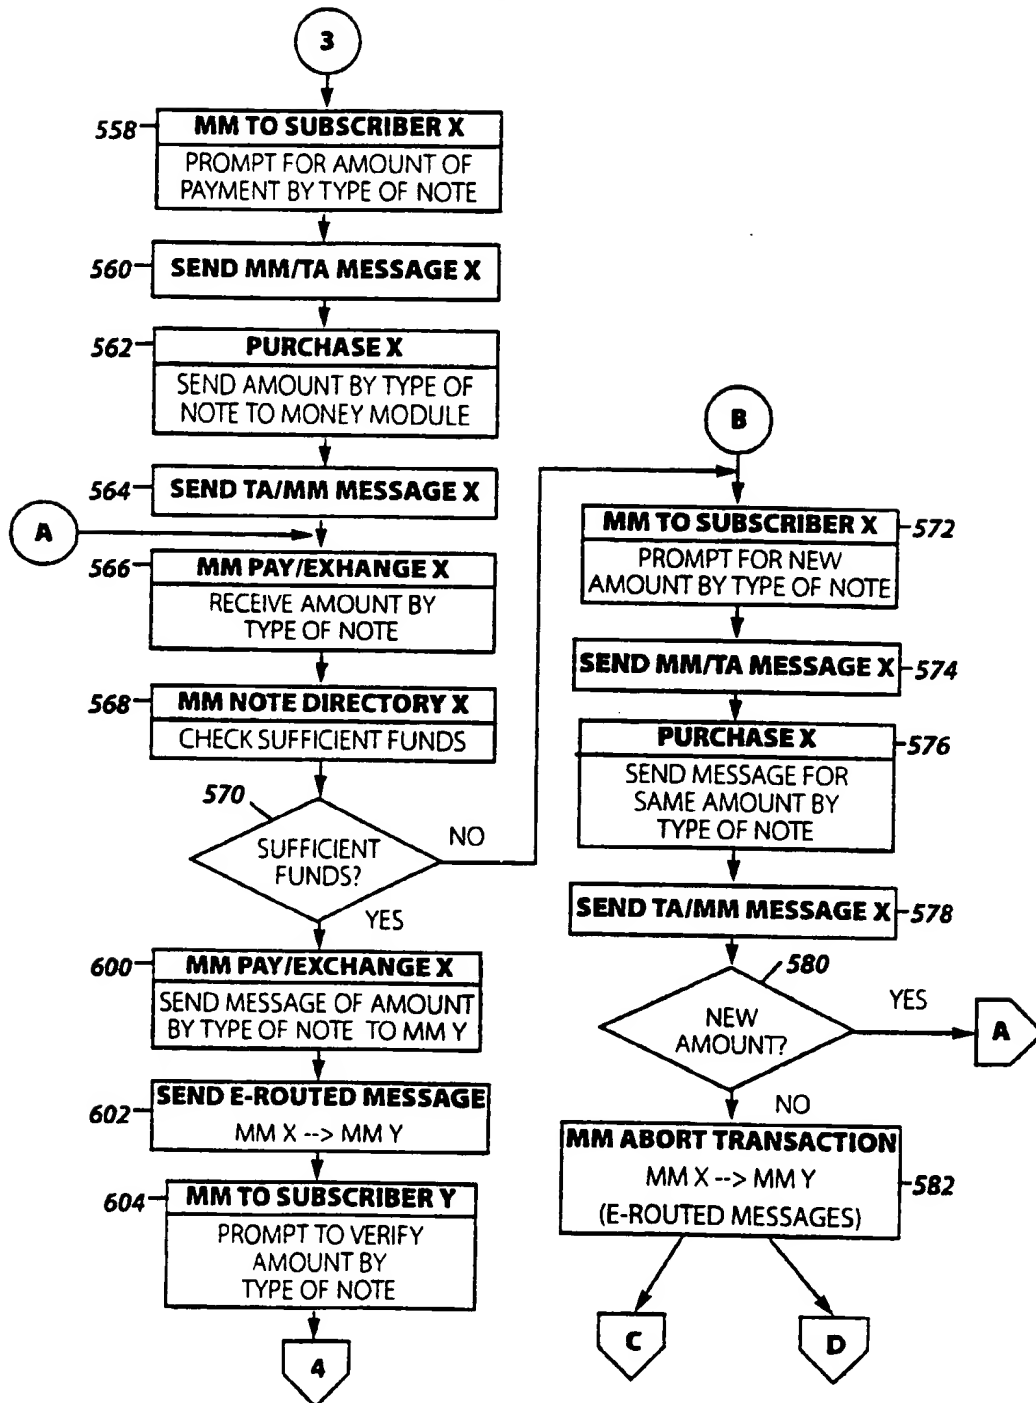 3
558
MM TO SUBSCRIBER X
PROMPT FOR AMOUNT OF
PAYMENT BY TYPE OF NOTE
560
SEND MM/TA MESSAGE X
562
PURCHASE X
SEND AMOUNT BY TYPE OF
NOTE TO MONEY MODULE
564
SEND TA/MM MESSAGE X
A
566
MM PAY/EXHANGE X
RECEIVE AMOUNT BY
TYPE OF NOTE
568
MM NOTE DIRECTORY X
CHECK SUFFICIENT FUNDS
570
SUFFICIENT
FUNDS?
NO
YES
600
MM PAY/EXCHANGE X
SEND MESSAGE OF AMOUNT
BY TYPE OF NOTE TO MM Y
602
SEND E-ROUTED MESSAGE
MM X --> MM Y
604
MM TO SUBSCRIBER Y
PROMPT TO VERIFY
AMOUNT BY
TYPE OF NOTE
4
B
MM TO SUBSCRIBER X
572
PROMPT FOR NEW
AMOUNT BY TYPE OF NOTE
SEND MM/TA MESSAGE X
574
PURCHASE X
576
SEND MESSAGE FOR
SAME AMOUNT BY
TYPE OF NOTE
SEND TA/MM MESSAGE X
578
580
NEW
AMOUNT?
YES
A
NO
MM ABORT TRANSACTION
MM X --> MM Y
(E-ROUTED MESSAGES)
582
C
D